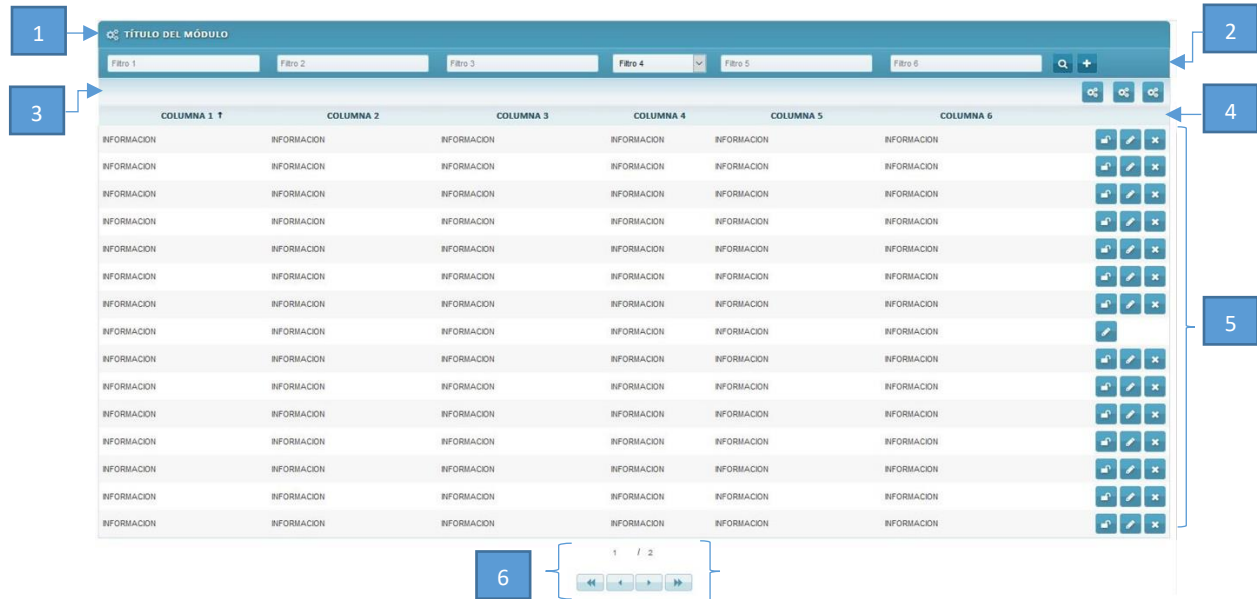 1
TÍTULO DEL MÓDULO
2
Filtro 1 Filtro 2 Filtro 3 Filtro 4 Filtro 5 Filtro 6
3
COLUMNA 1 ↑ COLUMNA 2 COLUMNA 3 COLUMNA 4 COLUMNA 5 COLUMNA 6
4
INFORMACION INFORMACION INFORMACION INFORMACION INFORMACION INFORMACION
INFORMACION INFORMACION INFORMACION INFORMACION INFORMACION INFORMACION
INFORMACION INFORMACION INFORMACION INFORMACION INFORMACION INFORMACION
INFORMACION INFORMACION INFORMACION INFORMACION INFORMACION INFORMACION
INFORMACION INFORMACION INFORMACION INFORMACION INFORMACION INFORMACION
INFORMACION INFORMACION INFORMACION INFORMACION INFORMACION INFORMACION
INFORMACION INFORMACION INFORMACION INFORMACION INFORMACION INFORMACION
INFORMACION INFORMACION INFORMACION INFORMACION INFORMACION INFORMACION
5
INFORMACION INFORMACION INFORMACION INFORMACION INFORMACION INFORMACION
INFORMACION INFORMACION INFORMACION INFORMACION INFORMACION INFORMACION
INFORMACION INFORMACION INFORMACION INFORMACION INFORMACION INFORMACION
INFORMACION INFORMACION INFORMACION INFORMACION INFORMACION INFORMACION
INFORMACION INFORMACION INFORMACION INFORMACION INFORMACION INFORMACION
INFORMACION INFORMACION INFORMACION INFORMACION INFORMACION INFORMACION
INFORMACION INFORMACION INFORMACION INFORMACION INFORMACION INFORMACION
1 / 2
6